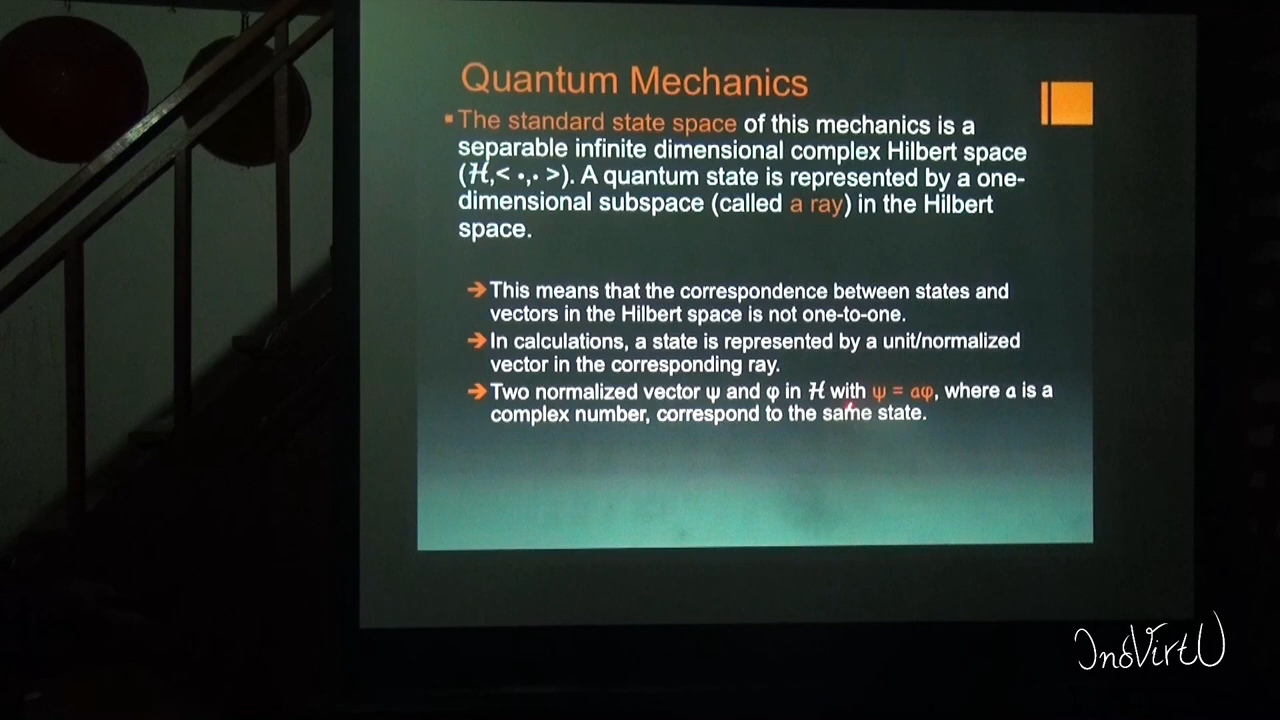 Quantum Mechanics
▪The standard state space of this mechanics is a
separable infinite dimensional complex Hilbert space
(ℋ,< •,• >). A quantum state is represented by a one-
dimensional subspace (called a ray) in the Hilbert
space.
➔This means that the correspondence between states and
vectors in the Hilbert space is not one-to-one.
➔In calculations, a state is represented by a unit/normalized
vector in the corresponding ray.
➔Two normalized vector ψ and φ in ℋ with ψ = aφ, where a is a
complex number, correspond to the same state.
InoVirtU